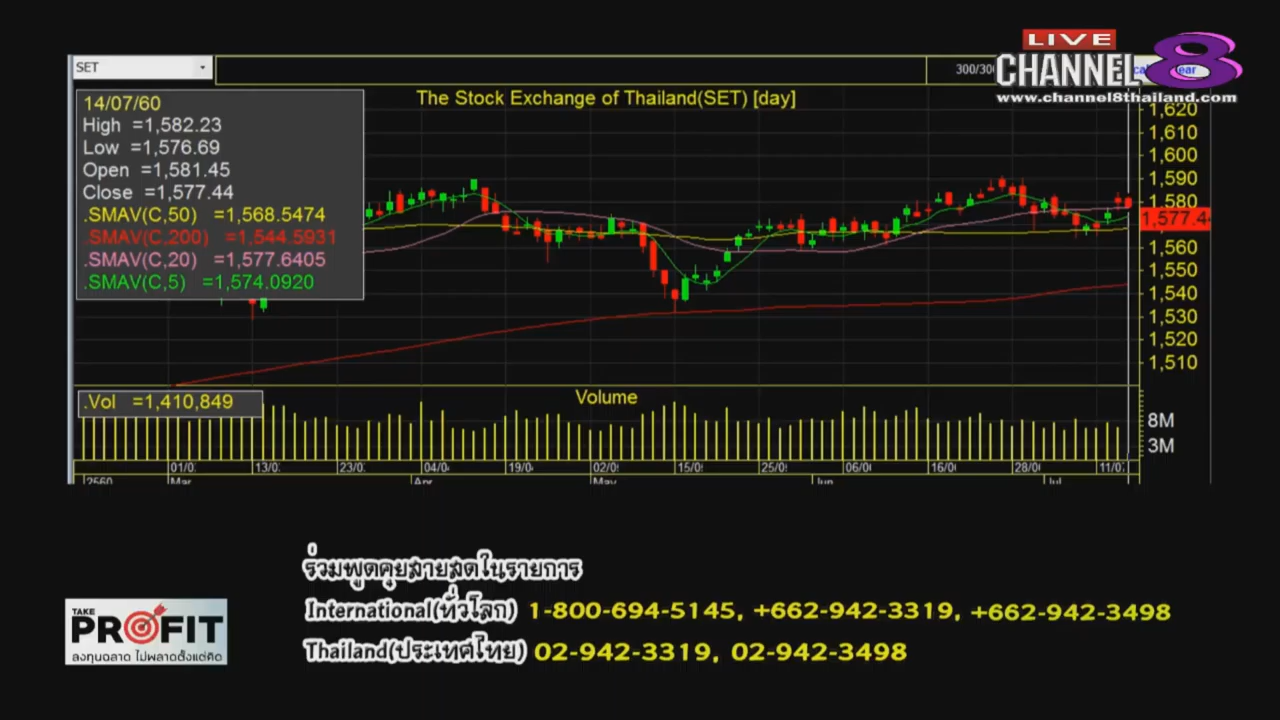 LIVE
CHANNEL 8
www.channel8thailand.com
SET
300/300
The Stock Exchange of Thailand(SET) [day]
14/07/60
High =1,582.23
Low =1,576.69
Open =1,581.45
Close =1,577.44
.SMAV(C,50) =1,568.5474
.SMAV(C,200) =1,544.5931
.SMAV(C,20) =1,577.6405
.SMAV(C,5) =1,574.0920
1,620
1,610
1,600
1,590
1,580
1,577.44
1,560
1,550
1,540
1,530
1,520
1,510
.Vol =1,410,849
Volume
8M
3M
01/0 13/0 23/0 04/0 19/0 02/0 15/0 25/0 06/0 16/0 28/0 11/0
2560 Mar Apr May Jun Jul
ร่วมพูดคุยสายสดในรายการ
International(ทั่วโลก) 1-800-694-5145, +662-942-3319, +662-942-3498
Thailand(ประเทศไทย) 02-942-3319, 02-942-3498
TAKE
PROFIT
ลงทุนฉลาด ไม่พลาดตั้งแต่คิด